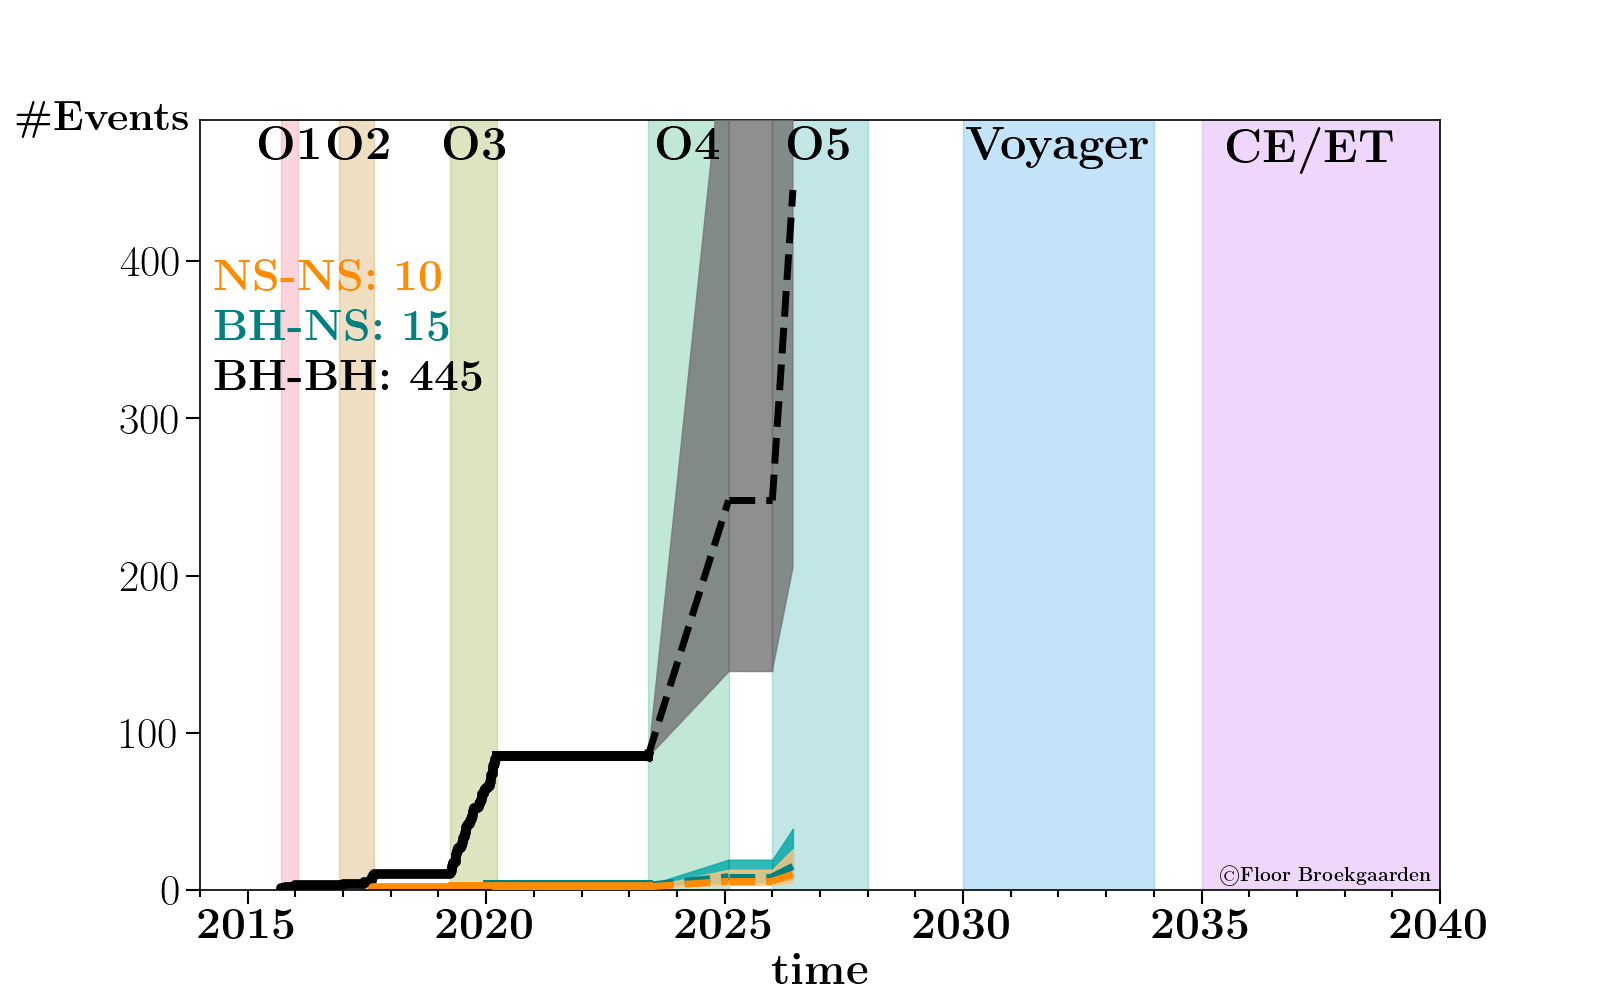 #Events
O1 O2 O3 O4 O5 Voyager CE/ET
400
NS-NS: 10
BH-NS: 15
BH-BH: 445
300
200
100
©Floor Broekgaarden
0
2015 2020 2025 2030 2035 2040
time